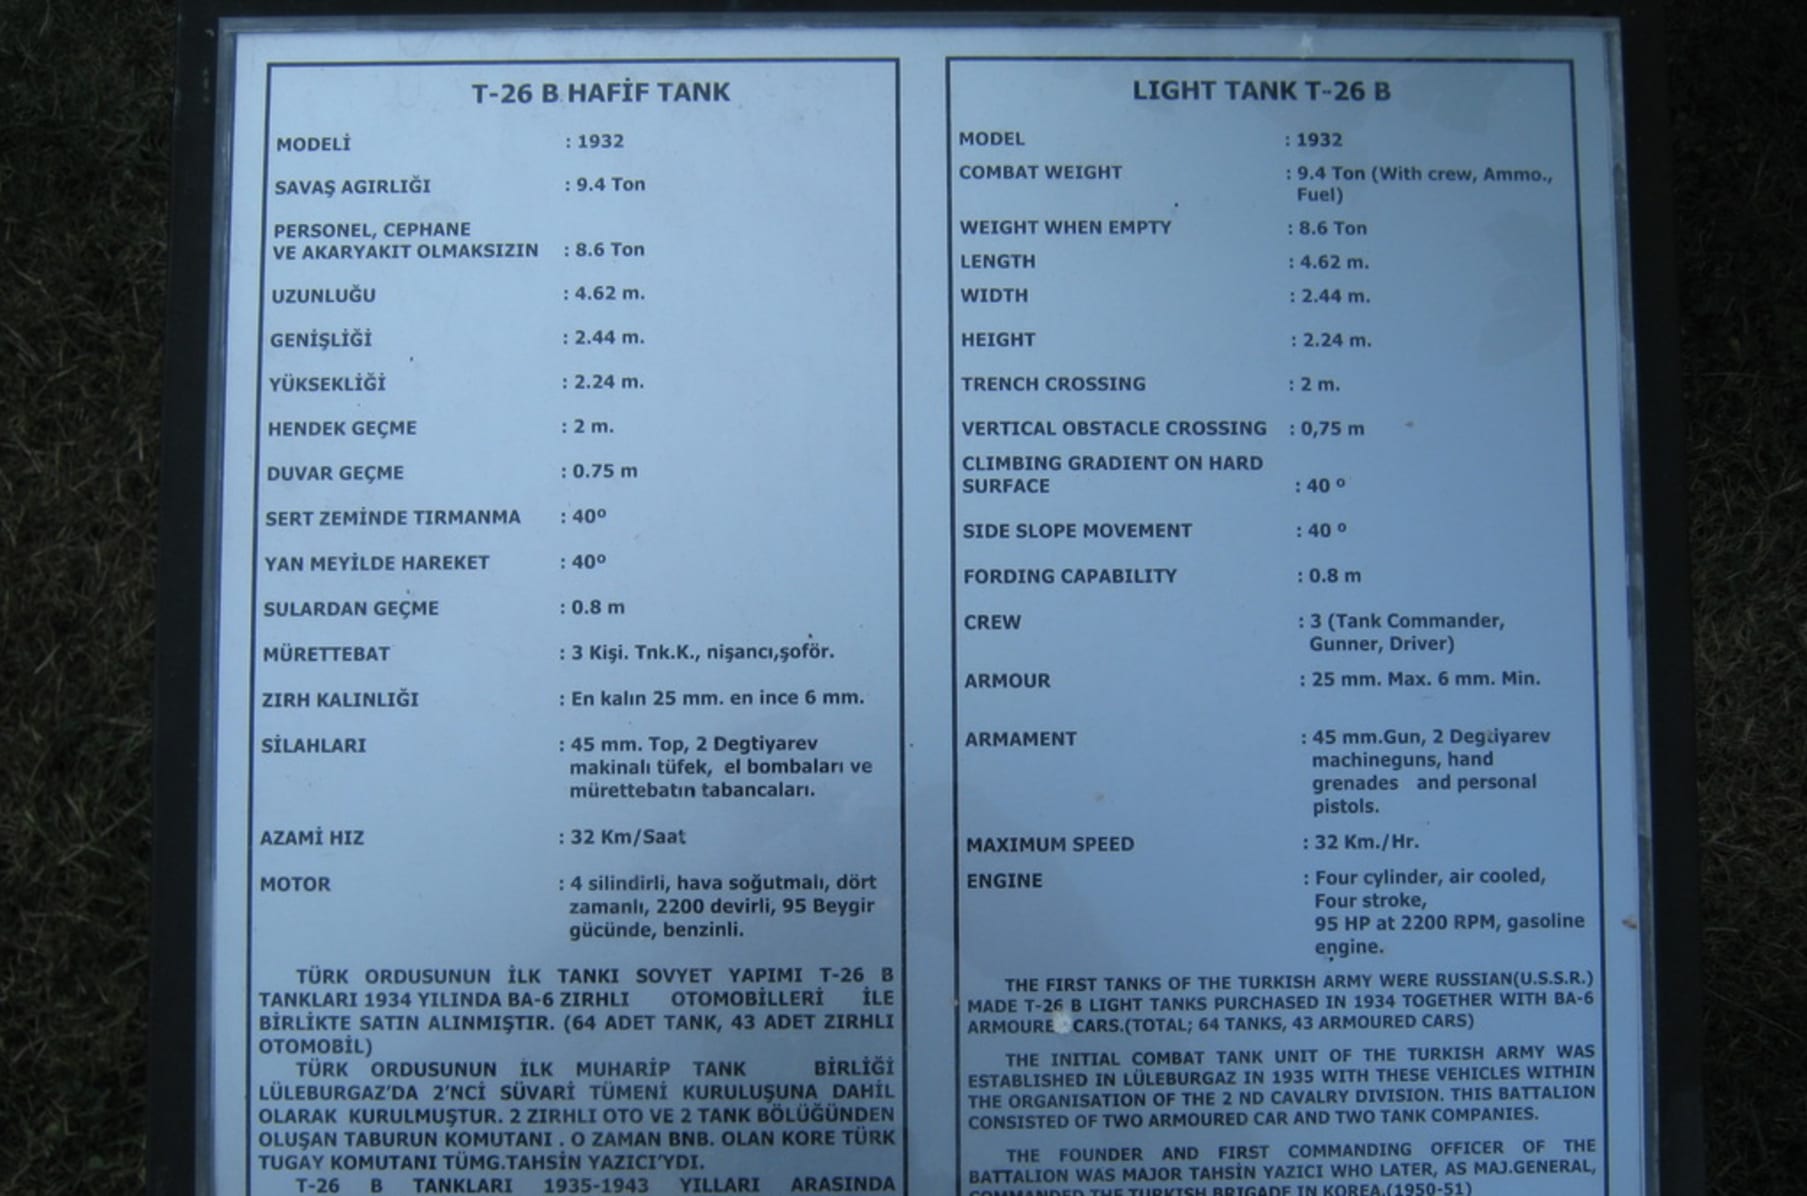 T-26 B HAFİF TANK
MODELİ : 1932
SAVAŞ AGIRLIĞI : 9.4 Ton
PERSONEL, CEPHANE
VE AKARYAKIT OLMAKSIZIN : 8.6 Ton
UZUNLUĞU : 4.62 m.
GENİŞLİĞİ : 2.44 m.
YÜKSEKLİĞİ : 2.24 m.
HENDEK GEÇME : 2 m.
DUVAR GEÇME : 0.75 m
SERT ZEMİNDE TIRMANMA : 40º
YAN MEYİLDE HAREKET : 40º
SULARDAN GEÇME : 0.8 m
MÜRETTEBAT : 3 Kişi. Tnk.K., nişancı,şoför.
ZIRH KALINLIĞI : En kalın 25 mm. en ince 6 mm.
SİLAHLARI : 45 mm. Top, 2 Degtiyarev
makinalı tüfek, el bombaları ve
mürettebatın tabancaları.
AZAMİ HIZ : 32 Km/Saat
MOTOR : 4 silindirli, hava soğutmalı, dört
zamanlı, 2200 devirli, 95 Beygir
gücünde, benzinli.
TÜRK ORDUSUNUN İLK TANKI SOVYET YAPIMI T-26 B
TANKLARI 1934 YILINDA BA-6 ZIRHLI OTOMOBİLLERİ İLE
BİRLİKTE SATIN ALINMIŞTIR. (64 ADET TANK, 43 ADET ZIRHLI
OTOMOBİL)
TÜRK ORDUSUNUN İLK MUHARİP TANK BİRLİĞİ
LÜLEBURGAZ'DA 2'NCİ SÜVARİ TÜMENİ KURULUŞUNA DAHİL
OLARAK KURULMUŞTUR. 2 ZIRHLI OTO VE 2 TANK BÖLÜĞÜNDEN
OLUŞAN TABURUN KOMUTANI . O ZAMAN BNB. OLAN KORE TÜRK
TUGAY KOMUTANI TÜMG.TAHSİN YAZICI'YDI.
T-26 B TANKLARI 1935-1943 YILLARI ARASINDA
LIGHT TANK T-26 B
MODEL : 1932
COMBAT WEIGHT : 9.4 Ton (With crew, Ammo.,
Fuel)
WEIGHT WHEN EMPTY : 8.6 Ton
LENGTH : 4.62 m.
WIDTH : 2.44 m.
HEIGHT : 2.24 m.
TRENCH CROSSING : 2 m.
VERTICAL OBSTACLE CROSSING : 0,75 m
CLIMBING GRADIENT ON HARD
SURFACE : 40 º
SIDE SLOPE MOVEMENT : 40 º
FORDING CAPABILITY : 0.8 m
CREW : 3 (Tank Commander,
Gunner, Driver)
ARMOUR : 25 mm. Max. 6 mm. Min.
ARMAMENT : 45 mm.Gun, 2 Degtiyarev
machineguns, hand
grenades and personal
pistols.
MAXIMUM SPEED : 32 Km./Hr.
ENGINE : Four cylinder, air cooled,
Four stroke,
95 HP at 2200 RPM, gasoline
engine.
THE FIRST TANKS OF THE TURKISH ARMY WERE RUSSIAN(U.S.S.R.)
MADE T-26 B LIGHT TANKS PURCHASED IN 1934 TOGETHER WITH BA-6
ARMOURED CARS.(TOTAL; 64 TANKS, 43 ARMOURED CARS)
THE INITIAL COMBAT TANK UNIT OF THE TURKISH ARMY WAS
ESTABLISHED IN LÜLEBURGAZ IN 1935 WITH THESE VEHICLES WITHIN
THE ORGANISATION OF THE 2 ND CAVALRY DIVISION. THIS BATTALION
CONSISTED OF TWO ARMOURED CAR AND TWO TANK COMPANIES.
THE FOUNDER AND FIRST COMMANDING OFFICER OF THE
BATTALION WAS MAJOR TAHSİN YAZICI WHO LATER, AS MAJ.GENERAL,
COMMANDED THE TURKISH BRIGADE IN KOREA.(1950-51)